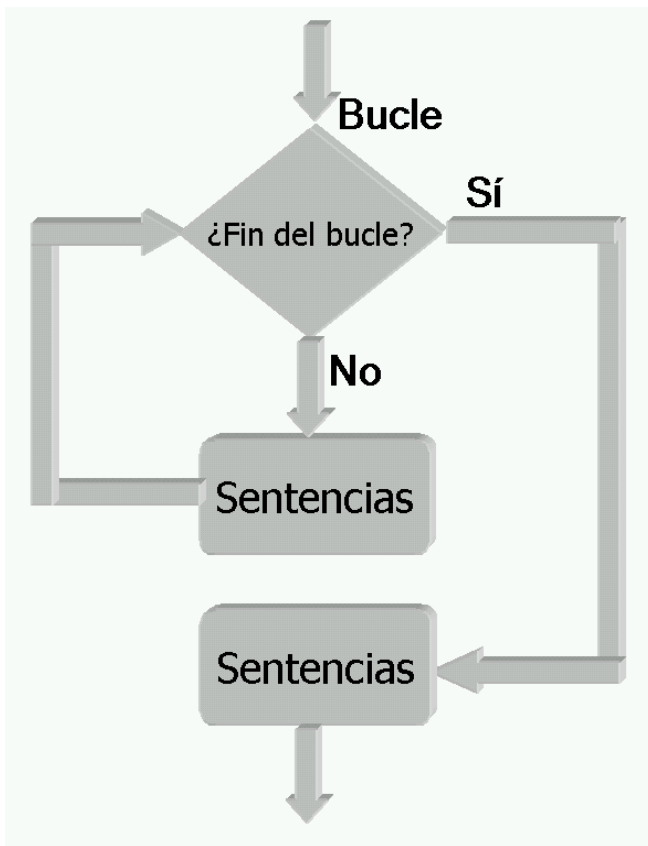 Bucle
Sí
¿Fin del bucle?
No
Sentencias
Sentencias